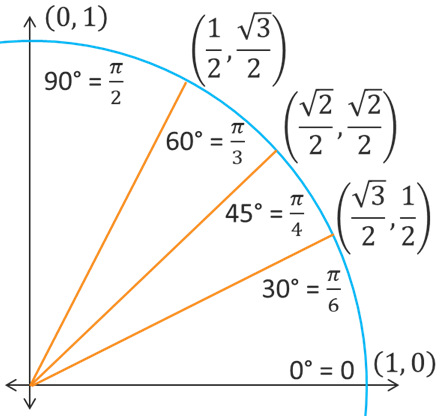 (0, 1)
(1/2, √3/2)
90° = π/2
60° = π/3
(√2/2, √2/2)
45° = π/4
(√3/2, 1/2)
30° = π/6
0° = 0
(1, 0)